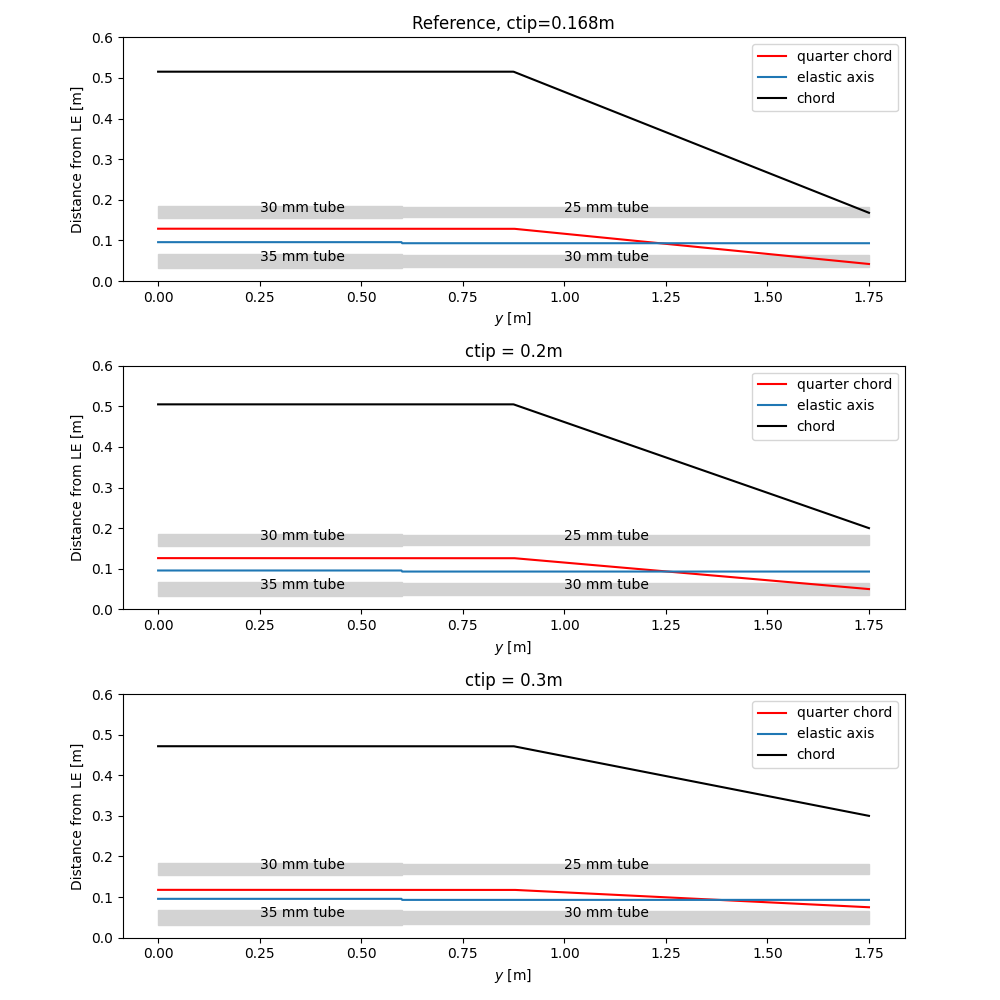 Reference, ctip=0.168m
Distance from LE [m]
0.6
0.5
0.4
0.3
0.2
0.1
0.0
quarter chord
elastic axis
chord
30 mm tube
25 mm tube
35 mm tube
30 mm tube
0.00 0.25 0.50 0.75 1.00 1.25 1.50 1.75
y [m]
ctip = 0.2m
Distance from LE [m]
0.6
0.5
0.4
0.3
0.2
0.1
0.0
quarter chord
elastic axis
chord
30 mm tube
25 mm tube
35 mm tube
30 mm tube
0.00 0.25 0.50 0.75 1.00 1.25 1.50 1.75
y [m]
ctip = 0.3m
Distance from LE [m]
0.6
0.5
0.4
0.3
0.2
0.1
0.0
quarter chord
elastic axis
chord
30 mm tube
25 mm tube
35 mm tube
30 mm tube
0.00 0.25 0.50 0.75 1.00 1.25 1.50 1.75
y [m]